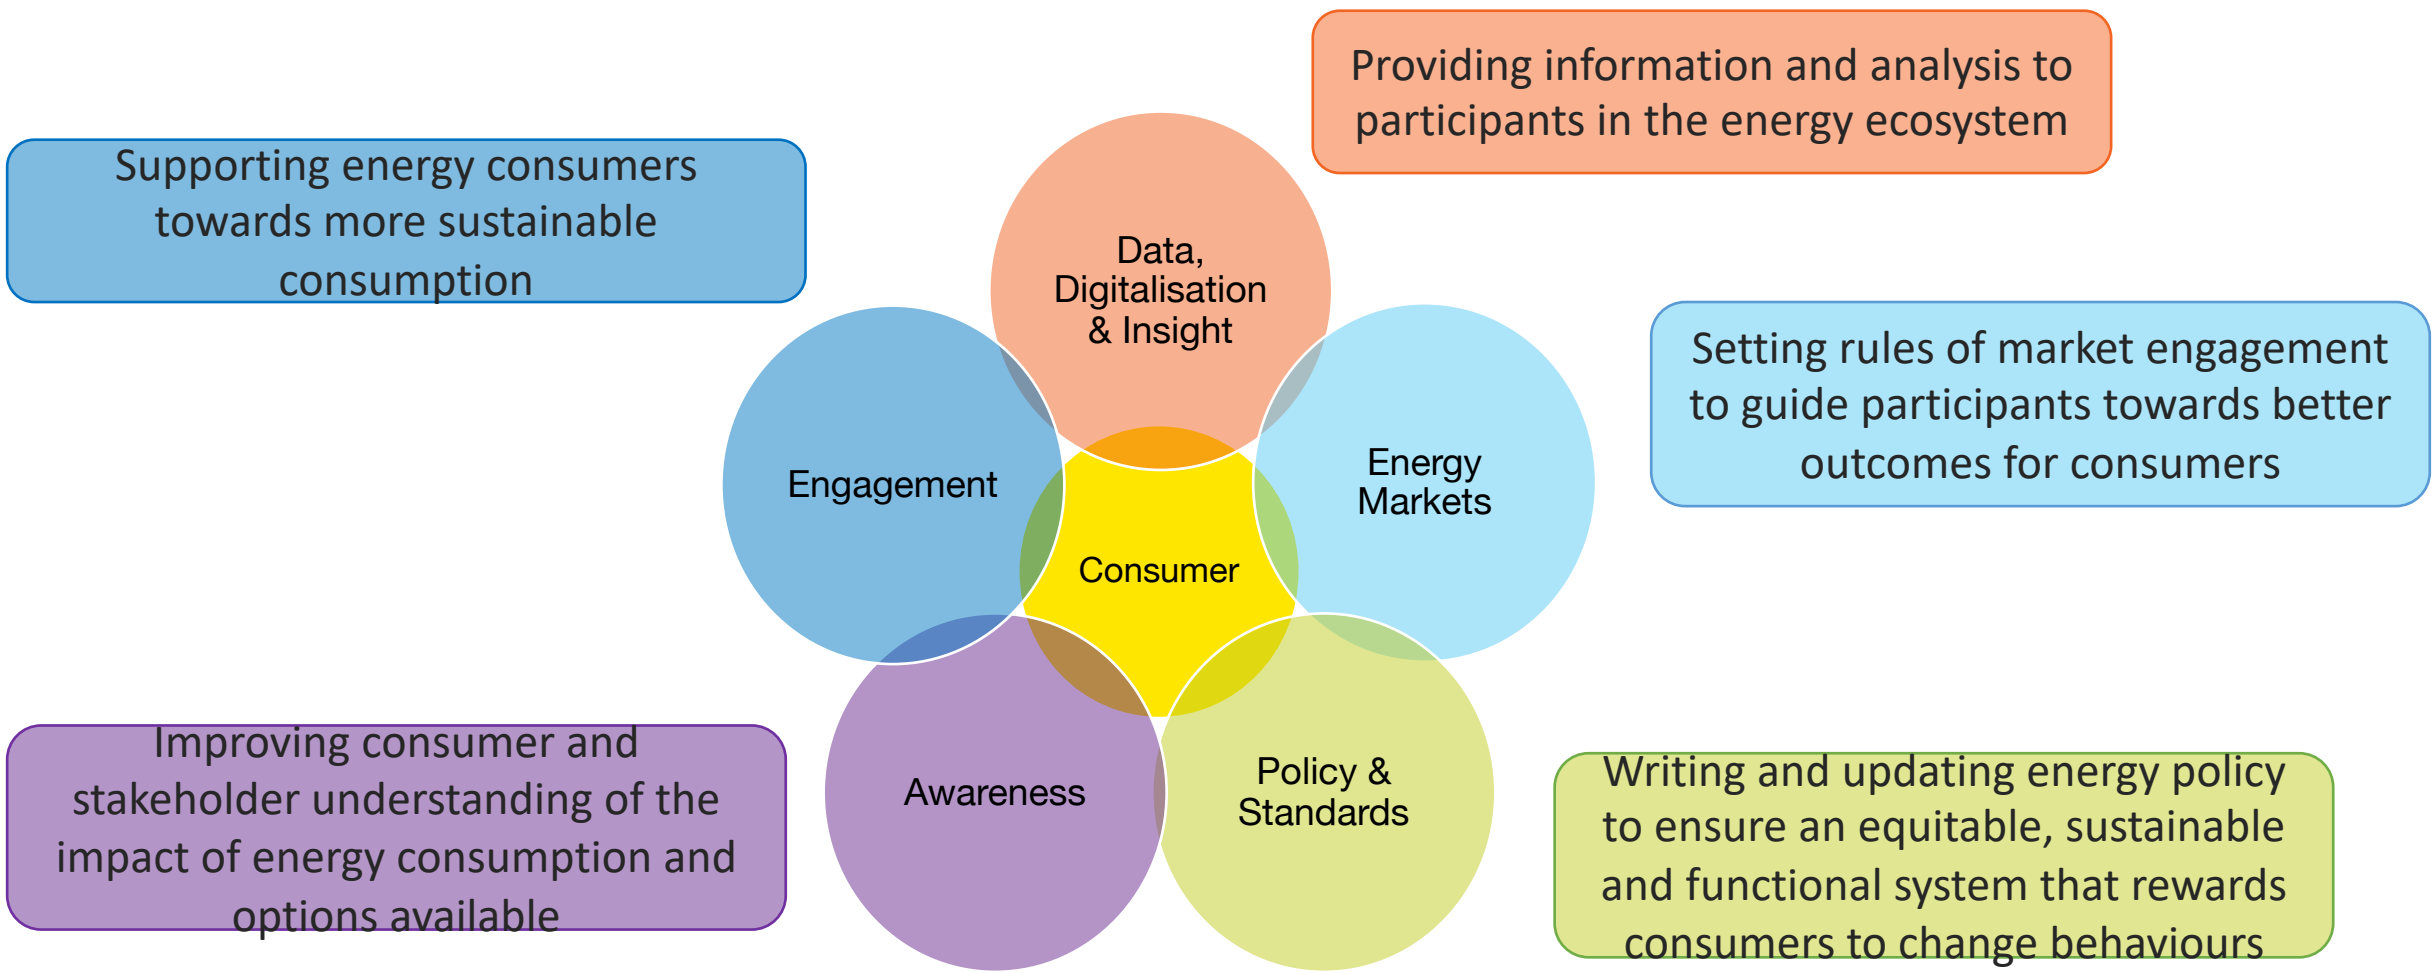 Providing information and analysis to
participants in the energy ecosystem
Supporting energy consumers
towards more sustainable
consumption
Data,
Digitalisation
& Insight
Setting rules of market engagement
to guide participants towards better
outcomes for consumers
Engagement
Energy
Markets
Consumer
Improving consumer and
stakeholder understanding of the
impact of energy consumption and
options available
Awareness
Policy &
Standards
Writing and updating energy policy
to ensure an equitable, sustainable
and functional system that rewards
consumers to change behaviours